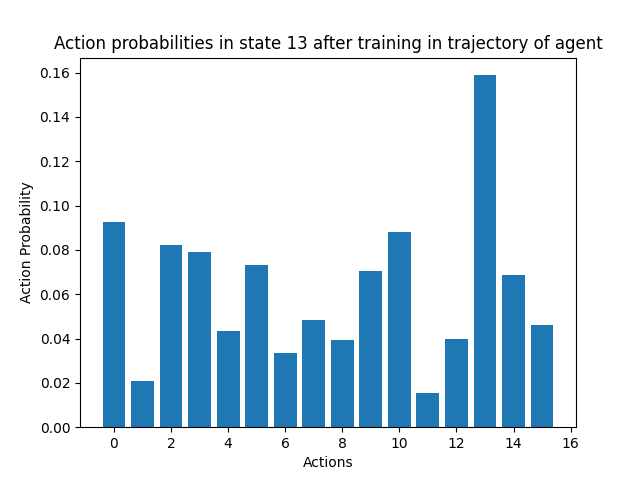 Action probabilities in state 13 after training in trajectory of agent
0.16
0.14
0.12
0.10
0.08
0.06
0.04
0.02
0.00
Action Probability
0 2 4 6 8 10 12 14 16
Actions